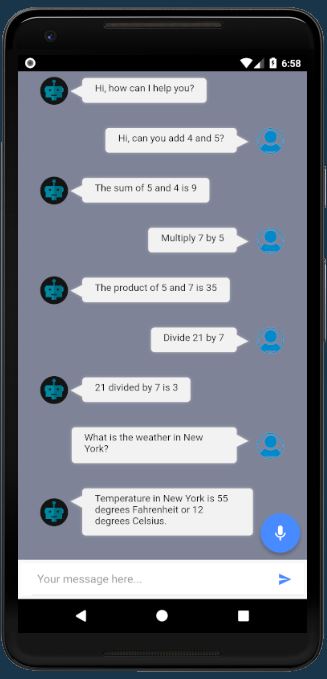 6:58
Hi, how can I help you?
Hi, can you add 4 and 5?
The sum of 5 and 4 is 9
Multiply 7 by 5
The product of 5 and 7 is 35
Divide 21 by 7
21 divided by 7 is 3
What is the weather in New
York?
Temperature in New York is 55
degrees Fahrenheit or 12
degrees Celsius.
Your message here...